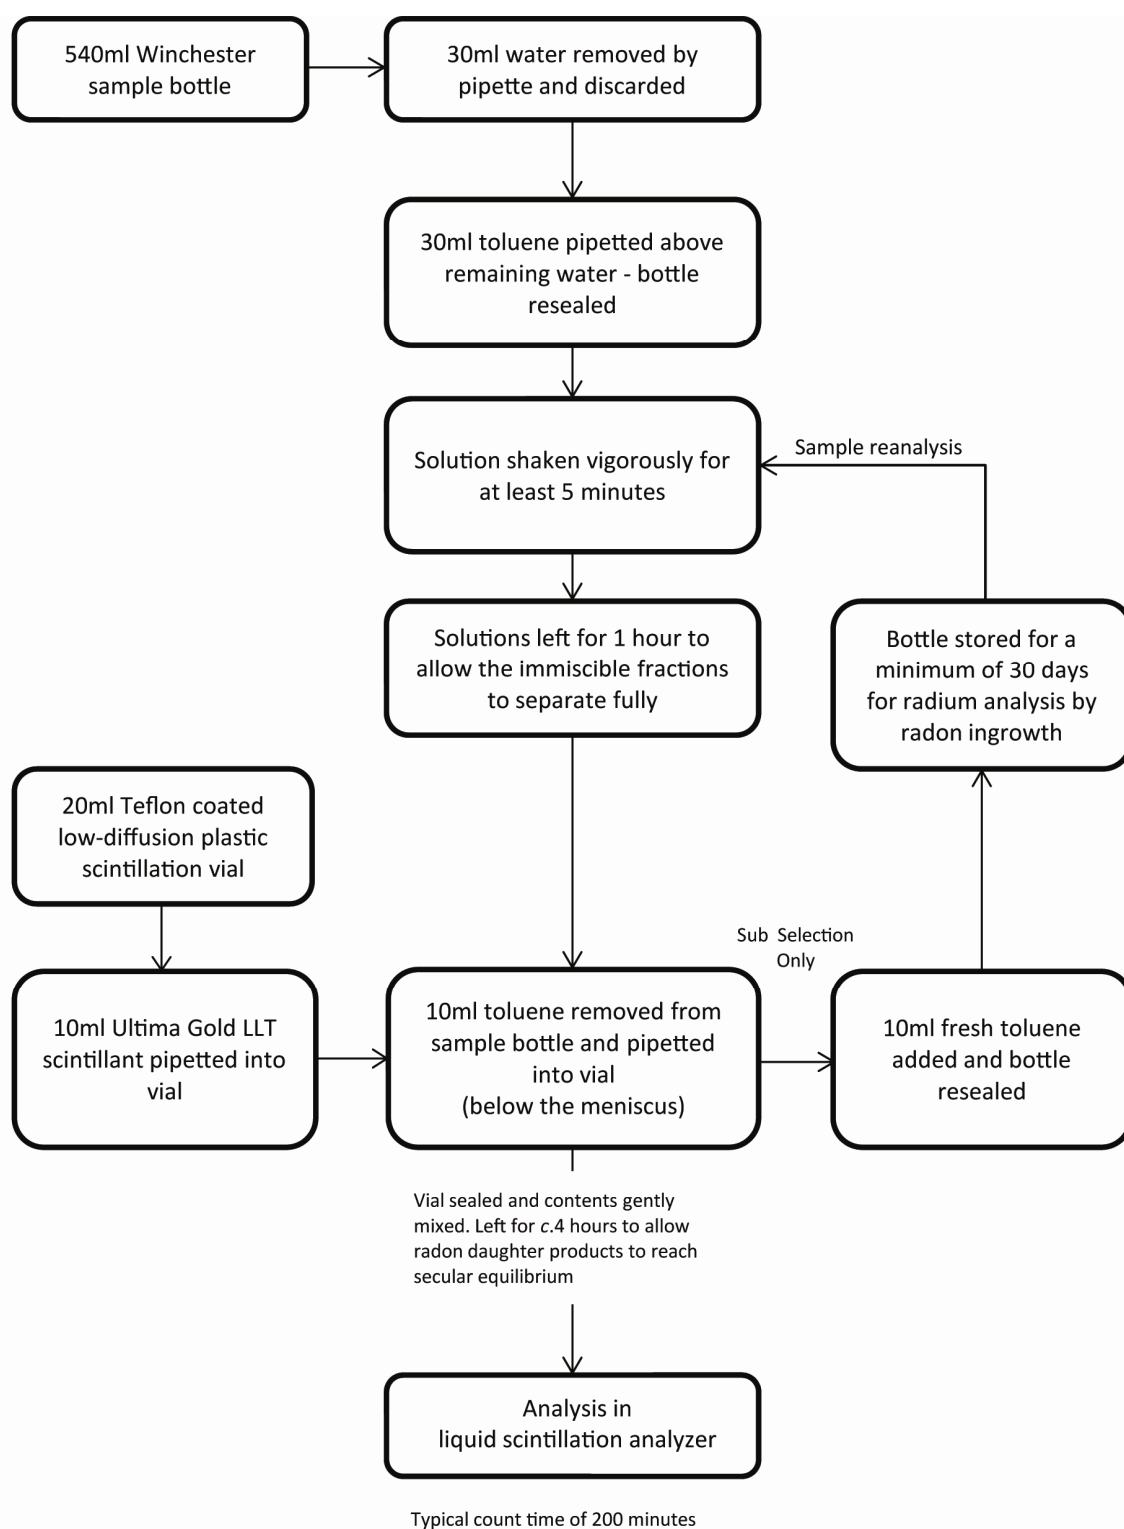 540ml Winchester
sample bottle
30ml water removed by
pipette and discarded
30ml toluene pipetted above
remaining water - bottle
resealed
Solution shaken vigorously for
at least 5 minutes
Sample reanalysis
Solutions left for 1 hour to
allow the immiscible fractions
to separate fully
Bottle stored for a
minimum of 30 days
for radium analysis by
radon ingrowth
20ml Teflon coated
low-diffusion plastic
scintillation vial
10ml Ultima Gold LLT
scintillant pipetted into
vial
10ml toluene removed from
sample bottle and pipetted
into vial
(below the meniscus)
Sub Selection
Only
10ml fresh toluene
added and bottle
resealed
Vial sealed and contents gently
mixed. Left for c.4 hours to allow
radon daughter products to reach
secular equilibrium
Analysis in
liquid scintillation analyzer
Typical count time of 200 minutes